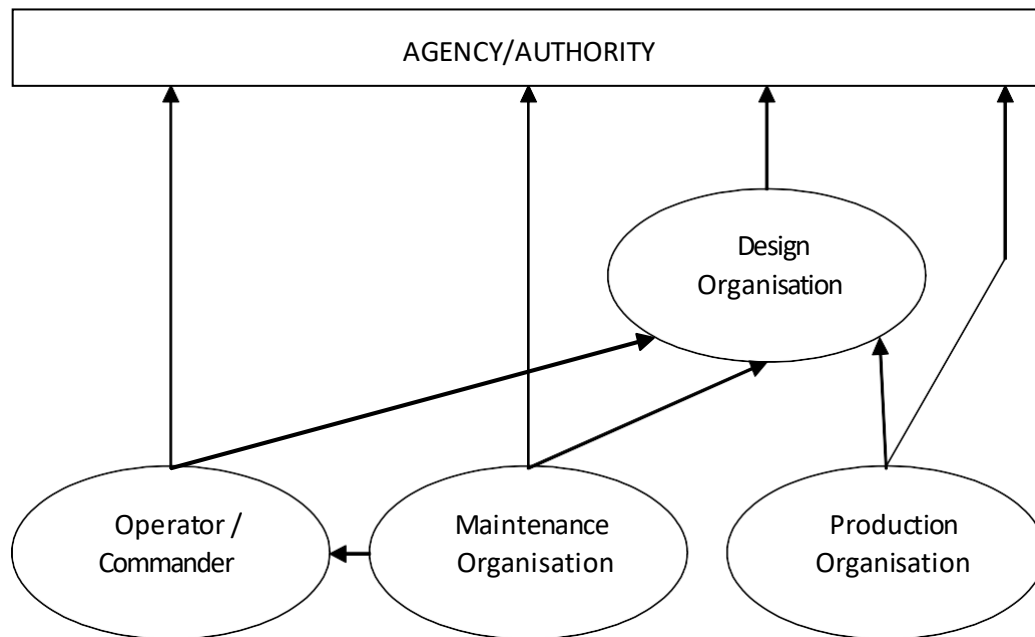 AGENCY/AUTHORITY
Design
Organisation
Operator /
Commander
Maintenance
Organisation
Production
Organisation